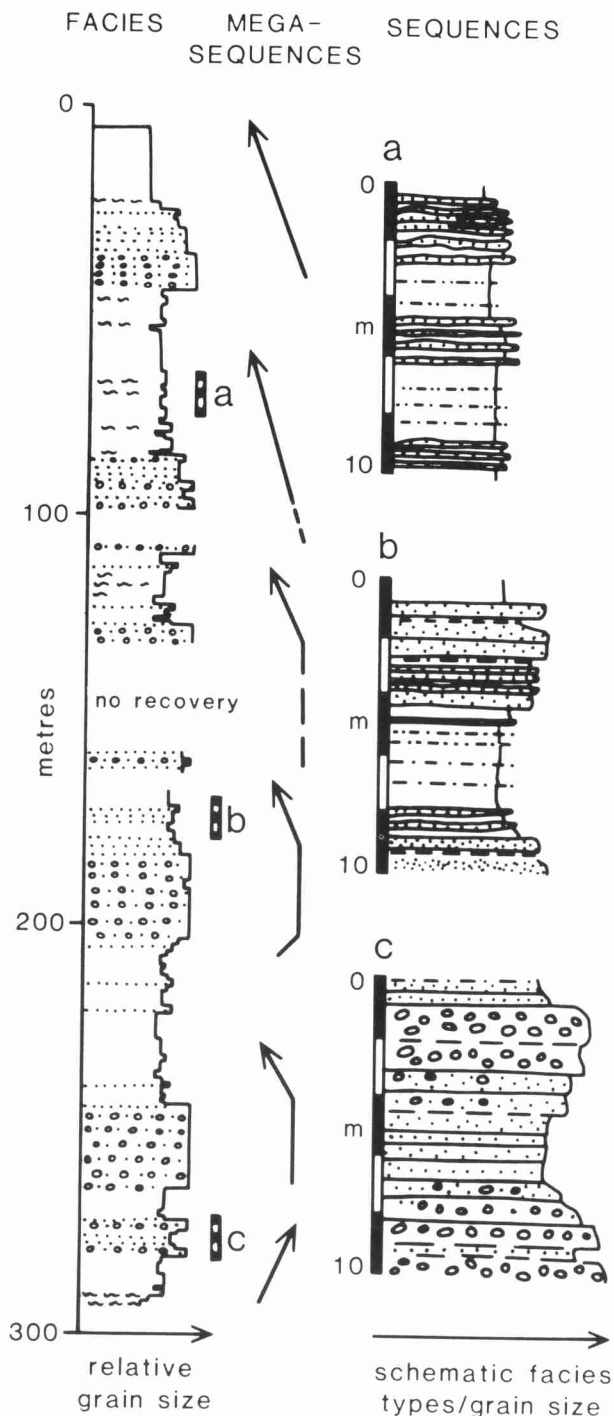 FACIES
MEGA-
SEQUENCES
SEQUENCES
0
100
metres
200
300
no recovery
a
b
c
relative
grain size
a
0
m
10
b
0
m
10
c
0
m
10
schematic facies
types/grain size